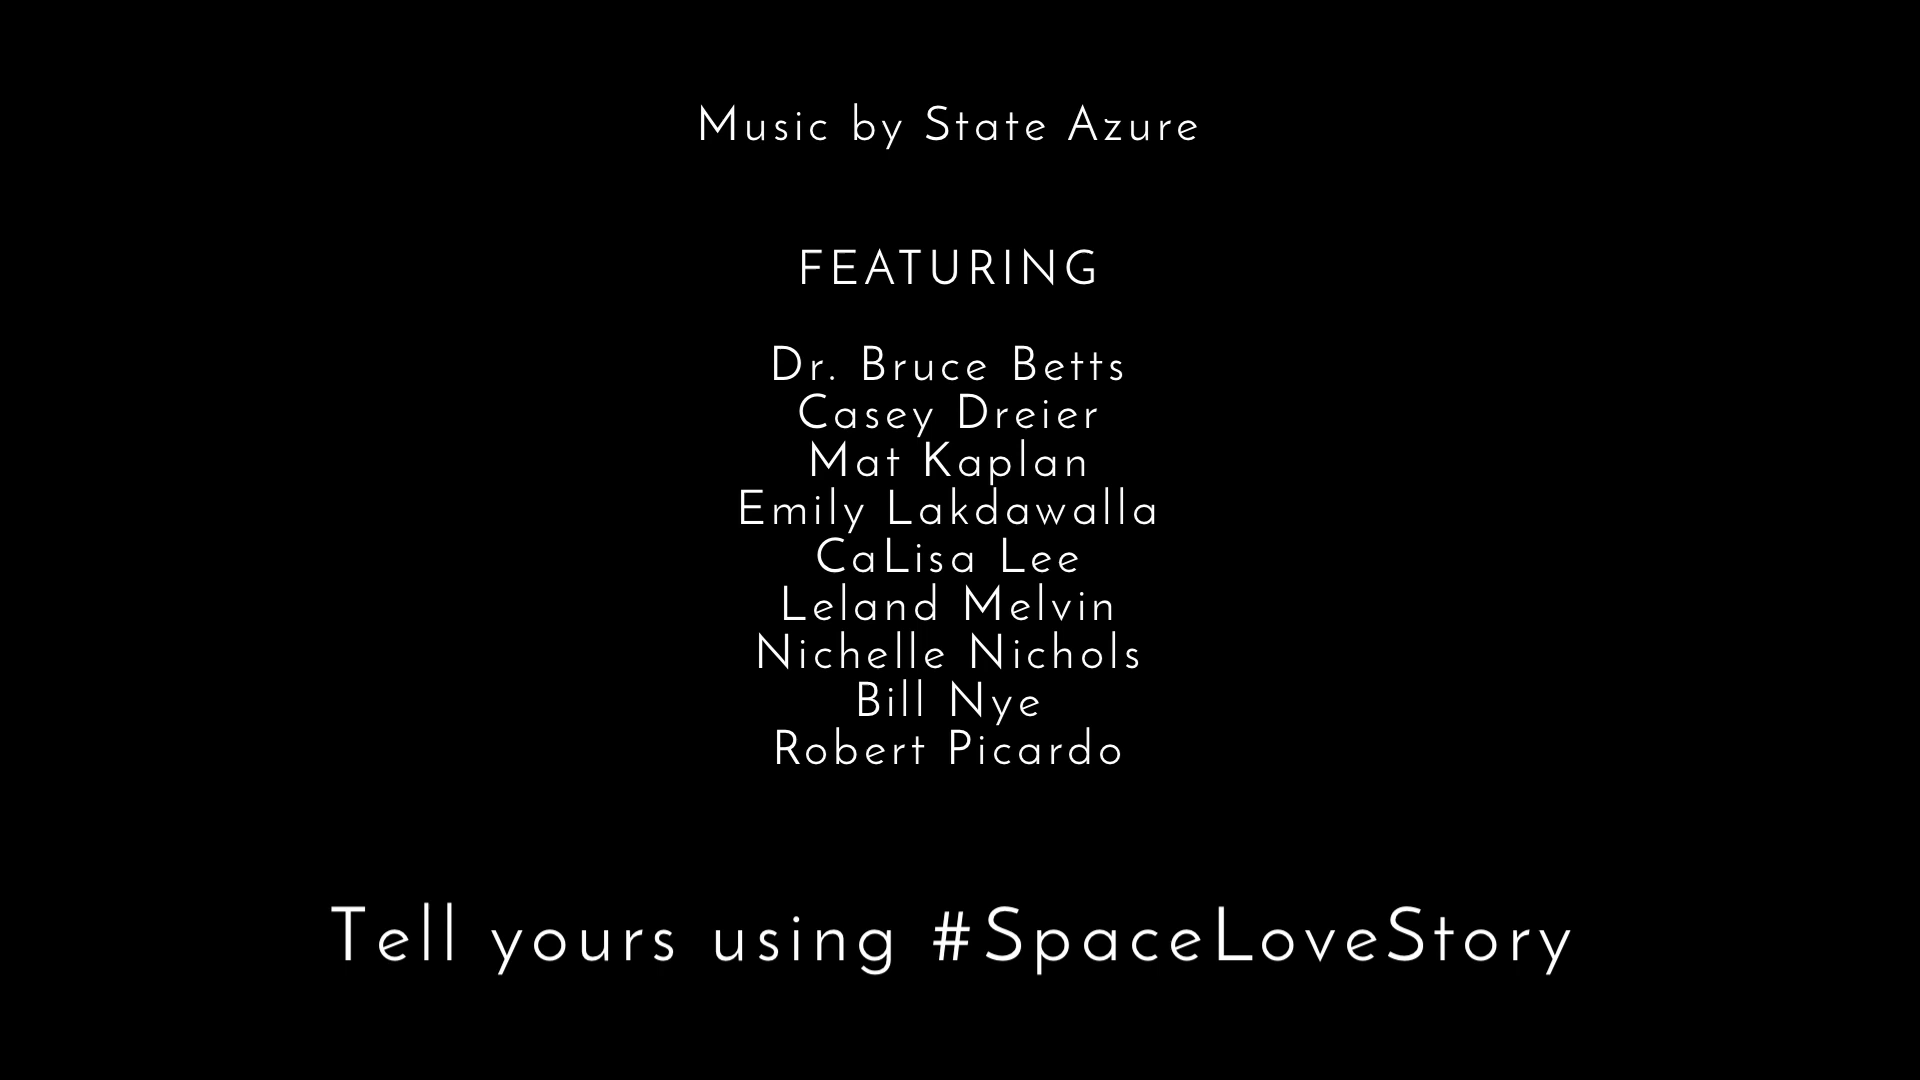 Music by State Azure
FEATURING
Dr. Bruce Betts
Casey Dreier
Mat Kaplan
Emily Lakdawalla
CaLisa Lee
Leland Melvin
Nichelle Nichols
Bill Nye
Robert Picardo
Tell yours using #SpaceLoveStory